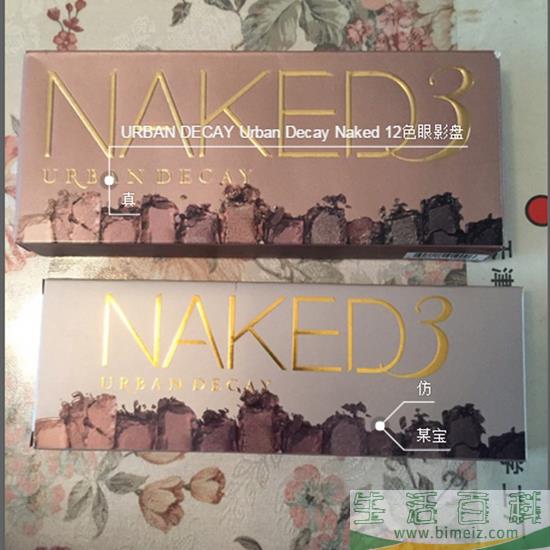 NAKED3
URBAN DECAY Urban Decay Naked 12色眼影盘
URBAN DECAY
真
NAKED3
URBAN DECAY
仿
某宝
生活百科
www.bimeiz.com